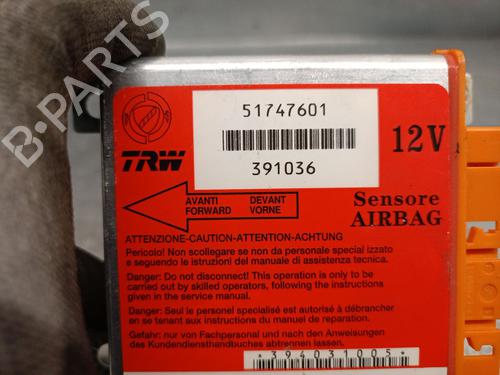 B-PARTS
FIAT
51747601
12V
TRW
391036
AVANTI DEVANT
FORWARD VORNE
Sensore
AIRBAG
ATTENZIONE-CAUTION-ATTENTION-ACHTUNG
Pericolo! Non scollegare se non da personale special izzato
e seguendo le istruzioni del manuale di assistenza tecnica.
Danger: Do not disconnect! This operation is only to be
carried out by skilled operators, following the instructions
given in the service manual.
Danger: Seul le personel specialisé est autorisé à débrancher
en se tenant aux instructions du manuel de reparation.
Gefahr: nur von Fachpersonal und nach den Anweisungen
des Kundendiensthandbuches abtrennen lassen.
*394031005*